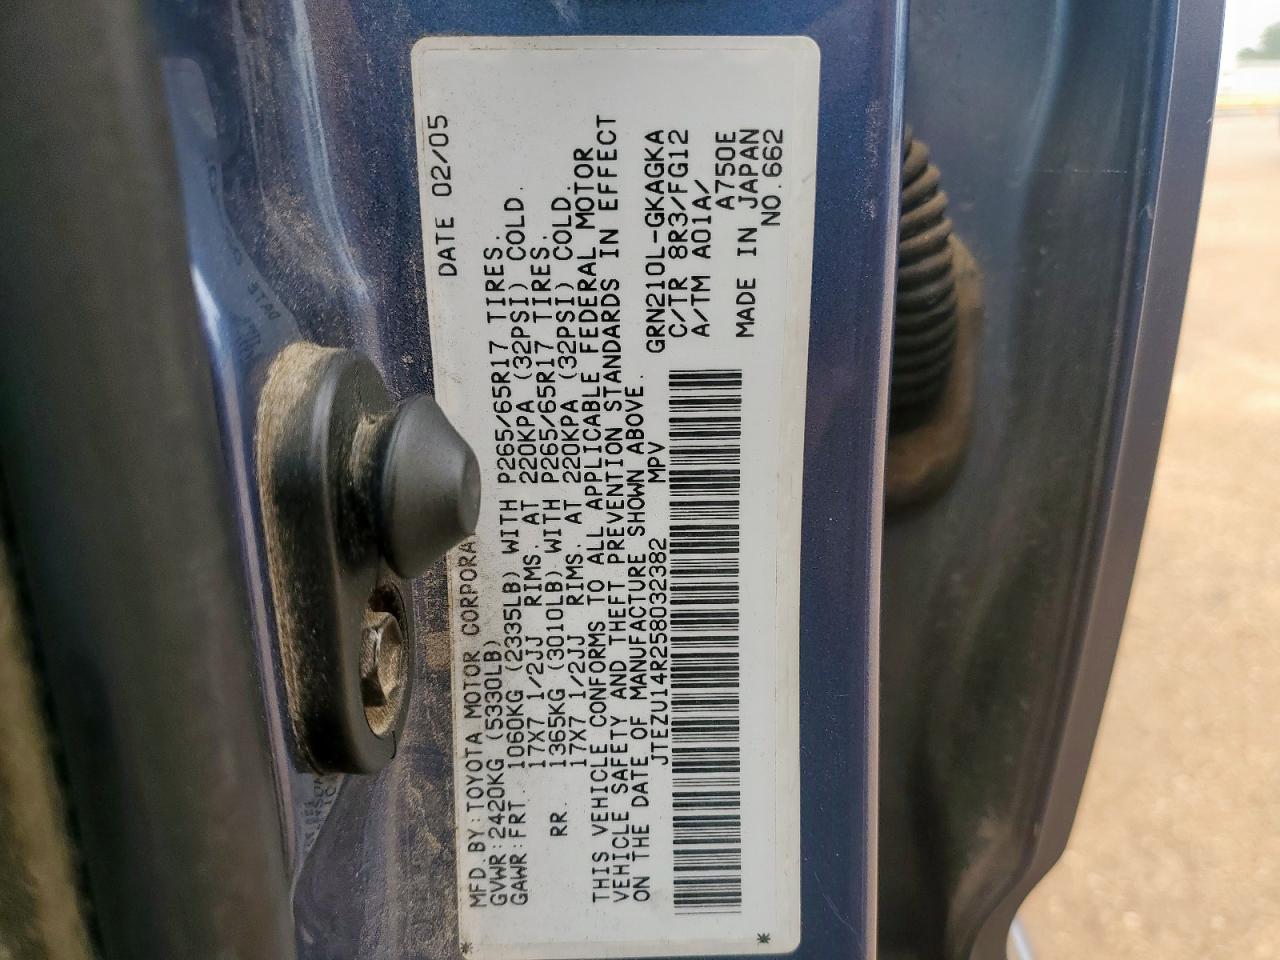 DATE 02/05
MFD.BY:TOYOTA MOTOR CORPORA
GVWR:2420KG (5330LB)
GAWR:FRT. 1060KG (2335LB) WITH P265/65R17 TIRES.
17X7 1/2JJ RIMS. AT 220KPA (32PSI) COLD.
RR. 1365KG (3010LB) WITH P265/65R17 TIRES.
17X7 1/2JJ RIMS. AT 220KPA (32PSI) COLD.
THIS VEHICLE CONFORMS TO ALL APPLICABLE FEDERAL MOTOR
VEHICLE SAFETY AND THEFT PREVENTION STANDARDS IN EFFECT
ON THE DATE OF MANUFACTURE SHOWN ABOVE.
JTEZU14R258032382 MPV
GRN210L-GKAGKA
C/TR 8R3/FG12
A/TM A01A/ A750E
MADE IN JAPAN
NO.662